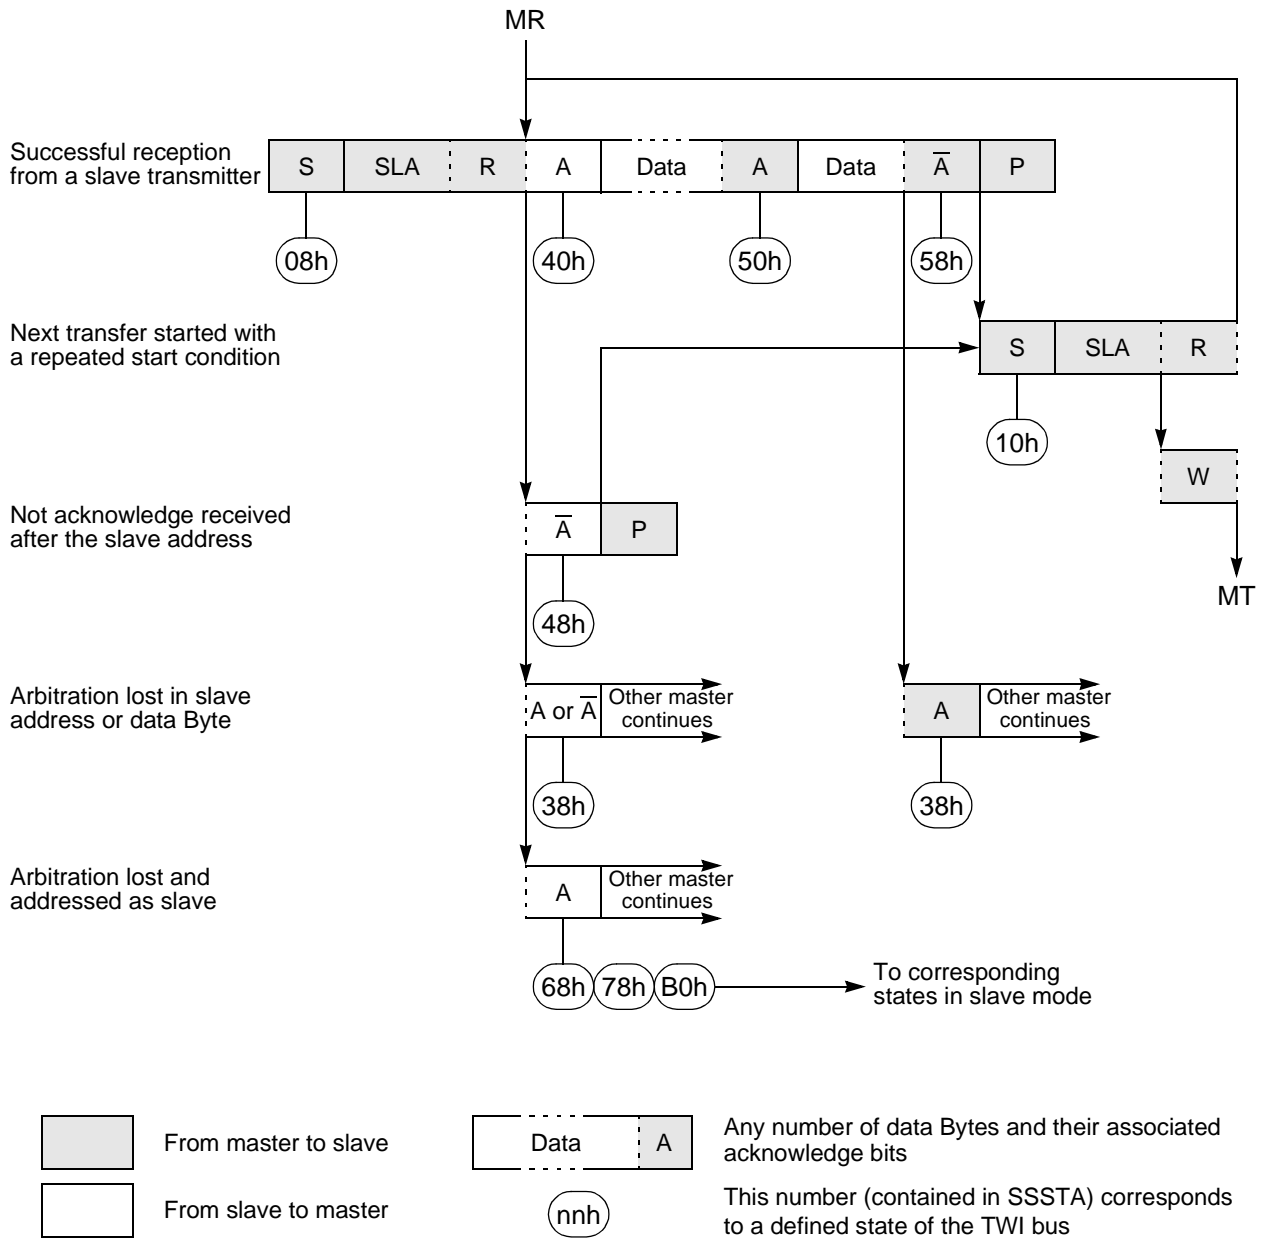 MR
Successful reception
from a slave transmitter
S SLA R A Data A Data A̅ P
08h 40h 50h 58h
Next transfer started with
a repeated start condition
S SLA R
10h
W
MT
Not acknowledge received
after the slave address
A̅ P
48h
Arbitration lost in slave
address or data Byte
A or A̅
Other master
continues
A
Other master
continues
38h 38h
Arbitration lost and
addressed as slave
A
Other master
continues
68h 78h B0h
To corresponding
states in slave mode
From master to slave
Data A
Any number of data Bytes and their associated
acknowledge bits
From slave to master
nnh
This number (contained in SSSTA) corresponds
to a defined state of the TWI bus